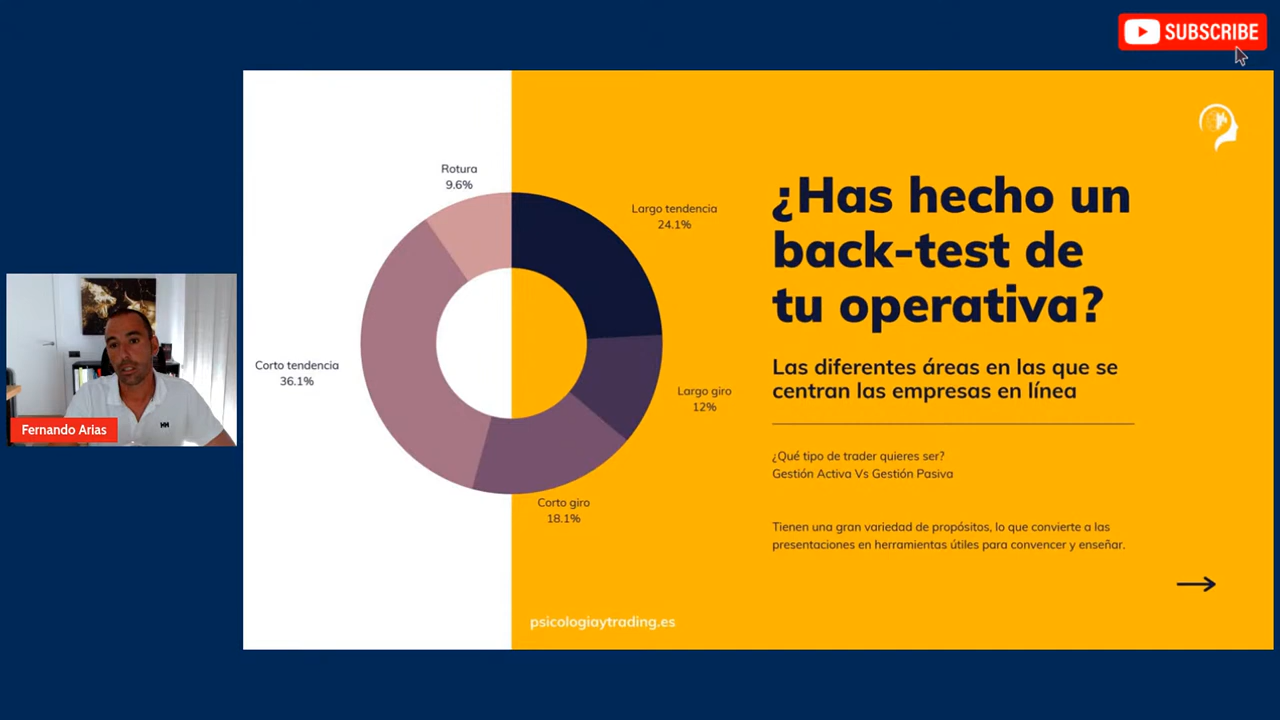 SUBSCRIBE
¿Has hecho un
back-test de
tu operativa?
Las diferentes áreas en las que se
centran las empresas en línea
¿Qué tipo de trader quieres ser?
Gestión Activa Vs Gestión Pasiva
Tienen una gran variedad de propósitos, lo que convierte a las
presentaciones en herramientas útiles para convencer y enseñar.
Rotura
9.6%
Largo tendencia
24.1%
Largo giro
12%
Corto giro
18.1%
Corto tendencia
36.1%
psicologiaytrading.es
Fernando Arias
HH